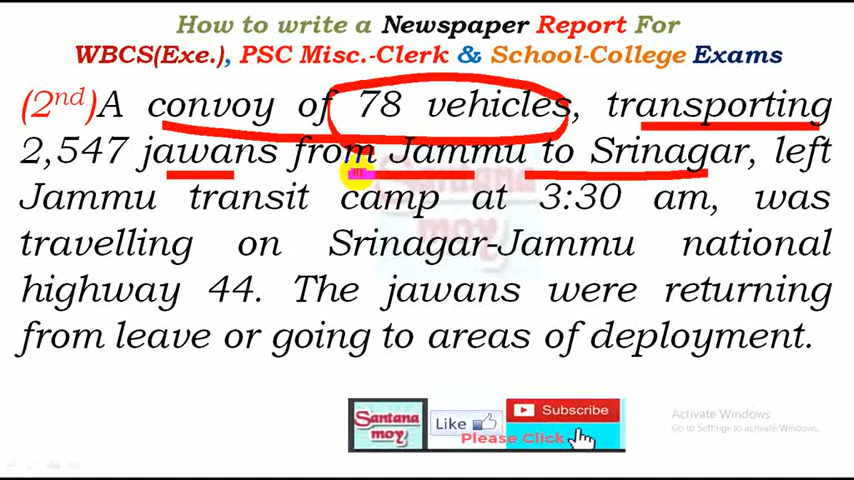 How to write a Newspaper Report For
WBCS(Exe.), PSC Misc.-Clerk & School-College Exams
(2nd)A convoy of 78 vehicles, transporting
2,547 jawans from Jammu to Srinagar, left
Jammu transit camp at 3:30 am, was
travelling on Srinagar-Jammu national
highway 44. The jawans were returning
from leave or going to areas of deployment.
Santana
moy
Santana
moy
Like
Subscribe
Please Click
Activate Windows
Go to Settings to activate Windows.